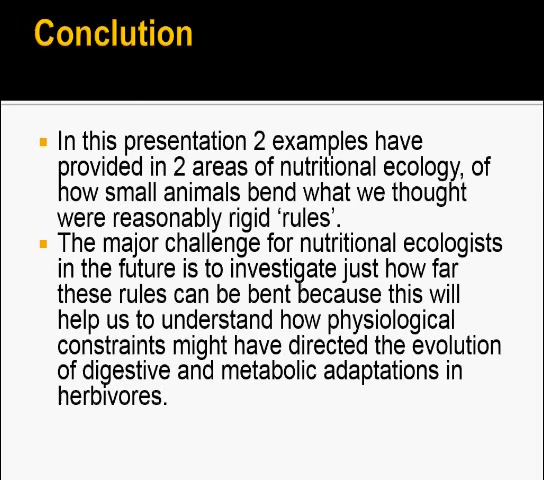 Conclution
In this presentation 2 examples have
provided in 2 areas of nutritional ecology, of
how small animals bend what we thought
were reasonably rigid ‘rules’.
The major challenge for nutritional ecologists
in the future is to investigate just how far
these rules can be bent because this will
help us to understand how physiological
constraints might have directed the evolution
of digestive and metabolic adaptations in
herbivores.